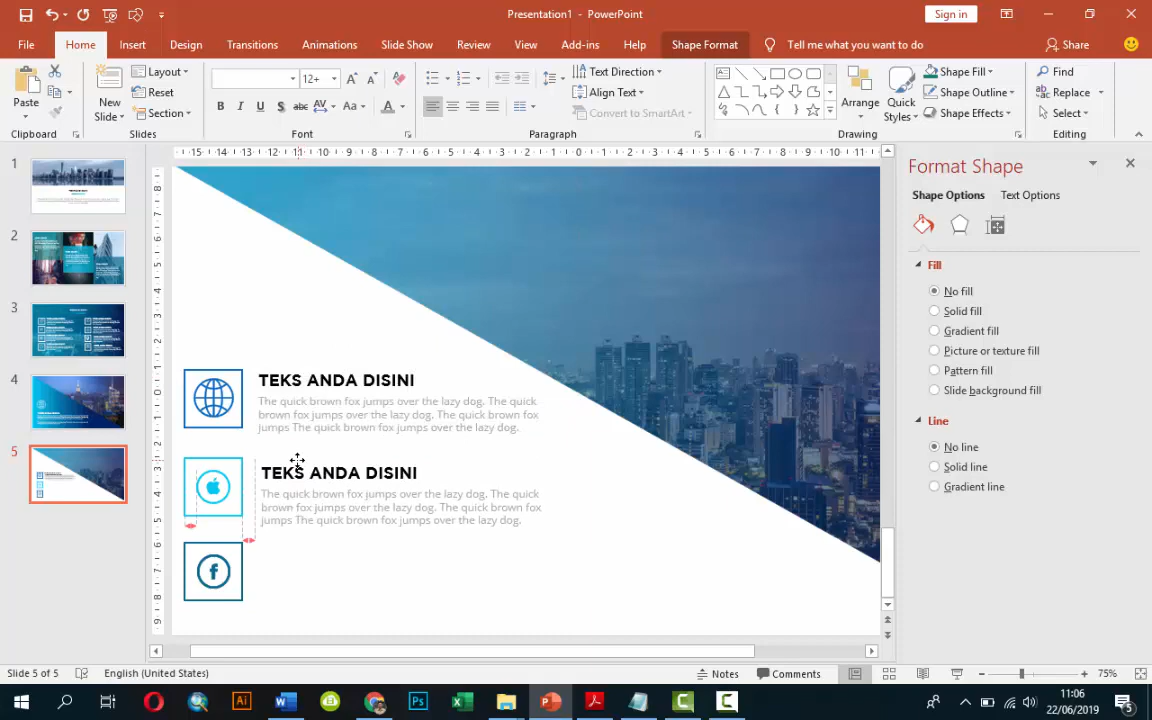 Presentation1 - PowerPoint
Sign in
File Home Insert Design Transitions Animations Slide Show Review View Add-ins Help Shape Format Tell me what you want to do Share
Paste
Clipboard
New Slide
Layout
Reset
Section
Slides
12+
Aa
B I U S abc AV Aa A
Font
Text Direction
Align Text
Convert to SmartArt
Paragraph
Arrange
Quick Styles
Shape Fill
Shape Outline
Shape Effects
Drawing
Find
Replace
Select
Editing
1
2
3
4
5
TEKS ANDA DISINI
The quick brown fox jumps over the lazy dog. The quick
brown fox jumps over the lazy dog. The quick brown fox
jumps The quick brown fox jumps over the lazy dog.
TEKS ANDA DISINI
The quick brown fox jumps over the lazy dog. The quick
brown fox jumps over the lazy dog. The quick brown fox
jumps The quick brown fox jumps over the lazy dog.
Format Shape
Shape Options Text Options
Fill
No fill
Solid fill
Gradient fill
Picture or texture fill
Pattern fill
Slide background fill
Line
No line
Solid line
Gradient line
Slide 5 of 5 English (United States) Notes Comments 75%
11:06
22/06/2019